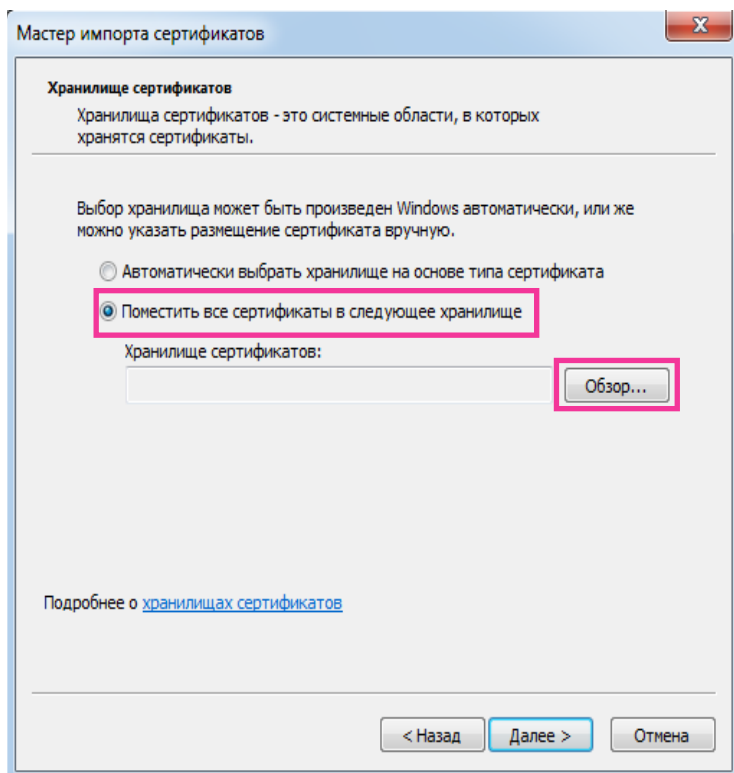 Мастер импорта сертификатов
Хранилище сертификатов
Хранилища сертификатов - это системные области, в которых
хранятся сертификаты.
Выбор хранилища может быть произведен Windows автоматически, или же
можно указать размещение сертификата вручную.
Автоматически выбрать хранилище на основе типа сертификата
Поместить все сертификаты в следующее хранилище
Хранилище сертификатов:
Обзор...
Подробнее о хранилищах сертификатов
< Назад Далее > Отмена